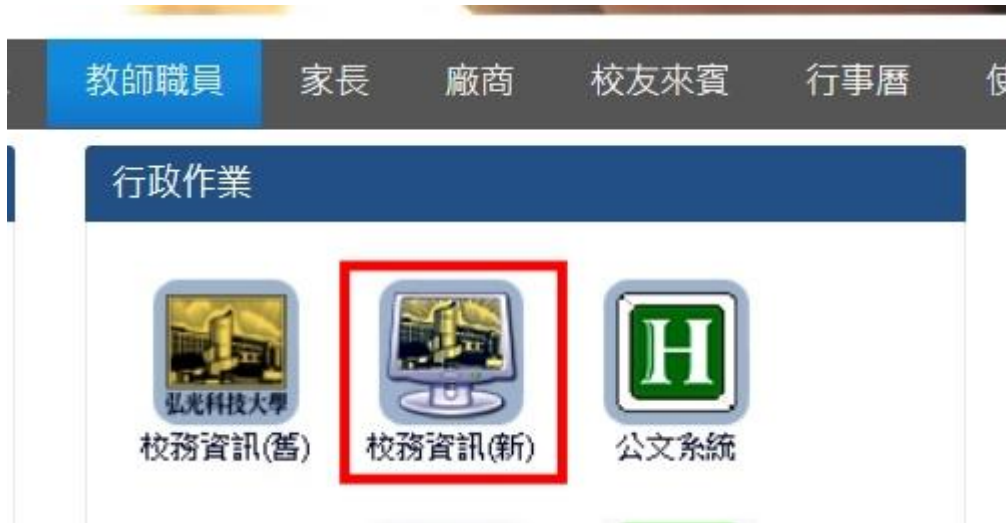 教師職員 家長 廠商 校友來賓 行事曆
行政作業
弘光科技大學
H
校務資訊(舊) 校務資訊(新) 公文系統